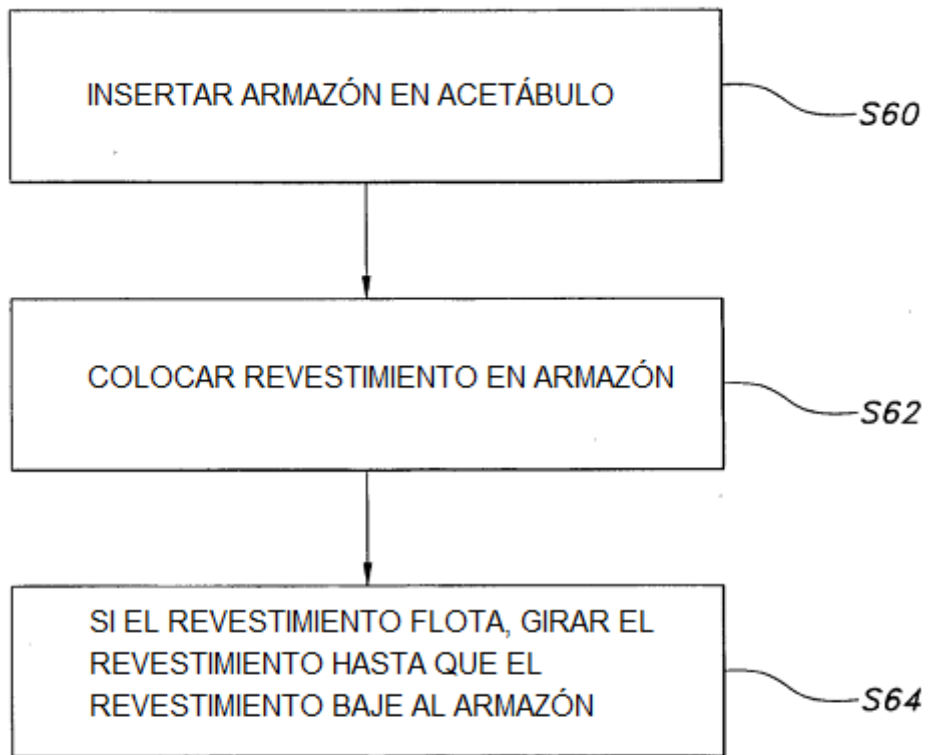 INSERTAR ARMAZÓN EN ACETÁBULO
S60
COLOCAR REVESTIMIENTO EN ARMAZÓN
S62
SI EL REVESTIMIENTO FLOTA, GIRAR EL
REVESTIMIENTO HASTA QUE EL
REVESTIMIENTO BAJE AL ARMAZÓN
S64